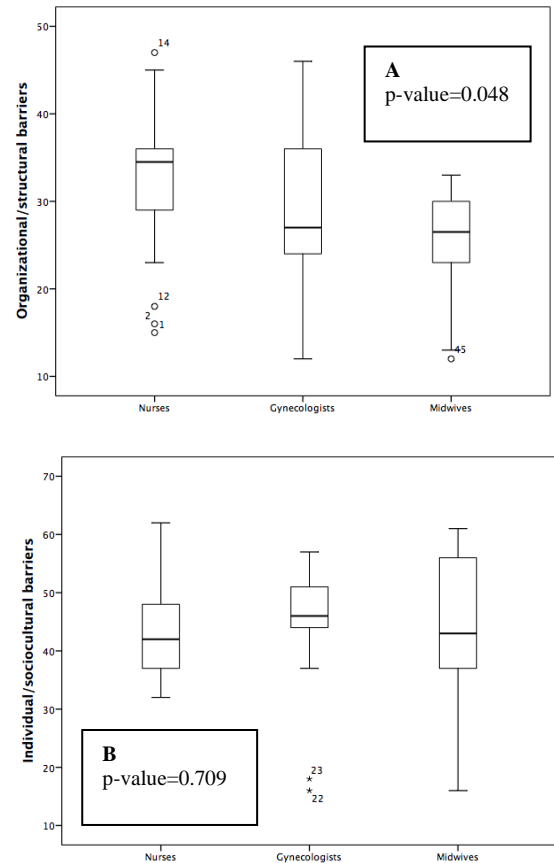 50
14
A
p-value=0.048
40
Organizational/structural barriers
30
20
12
2
1
45
10
Nurses Gynecologists Midwives
70
60
50
Individual/sociocultural barriers
40
30
B
p-value=0.709
20
23
22
10
Nurses Gynecologists Midwives